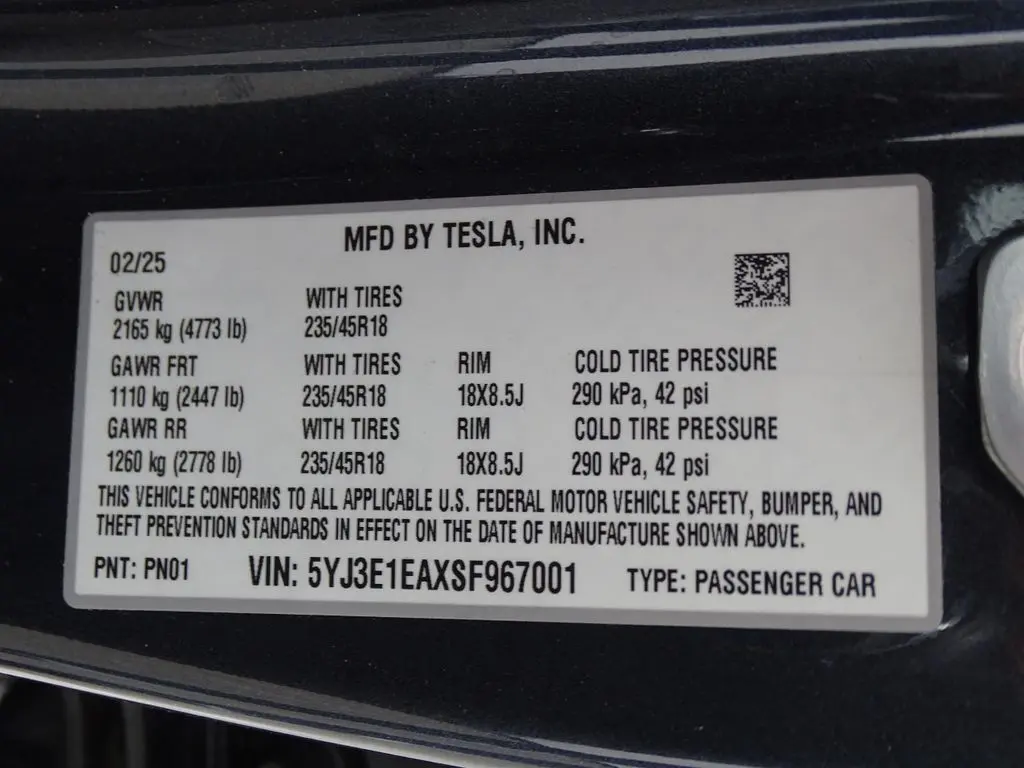 MFD BY TESLA, INC.
02/25
GVWR WITH TIRES
2165 kg (4773 lb) 235/45R18
GAWR FRT WITH TIRES RIM COLD TIRE PRESSURE
1110 kg (2447 lb) 235/45R18 18X8.5J 290 kPa, 42 psi
GAWR RR WITH TIRES RIM COLD TIRE PRESSURE
1260 kg (2778 lb) 235/45R18 18X8.5J 290 kPa, 42 psi
THIS VEHICLE CONFORMS TO ALL APPLICABLE U.S. FEDERAL MOTOR VEHICLE SAFETY, BUMPER, AND
THEFT PREVENTION STANDARDS IN EFFECT ON THE DATE OF MANUFACTURE SHOWN ABOVE.
PNT: PN01 VIN: 5YJ3E1EAXSF967001 TYPE: PASSENGER CAR